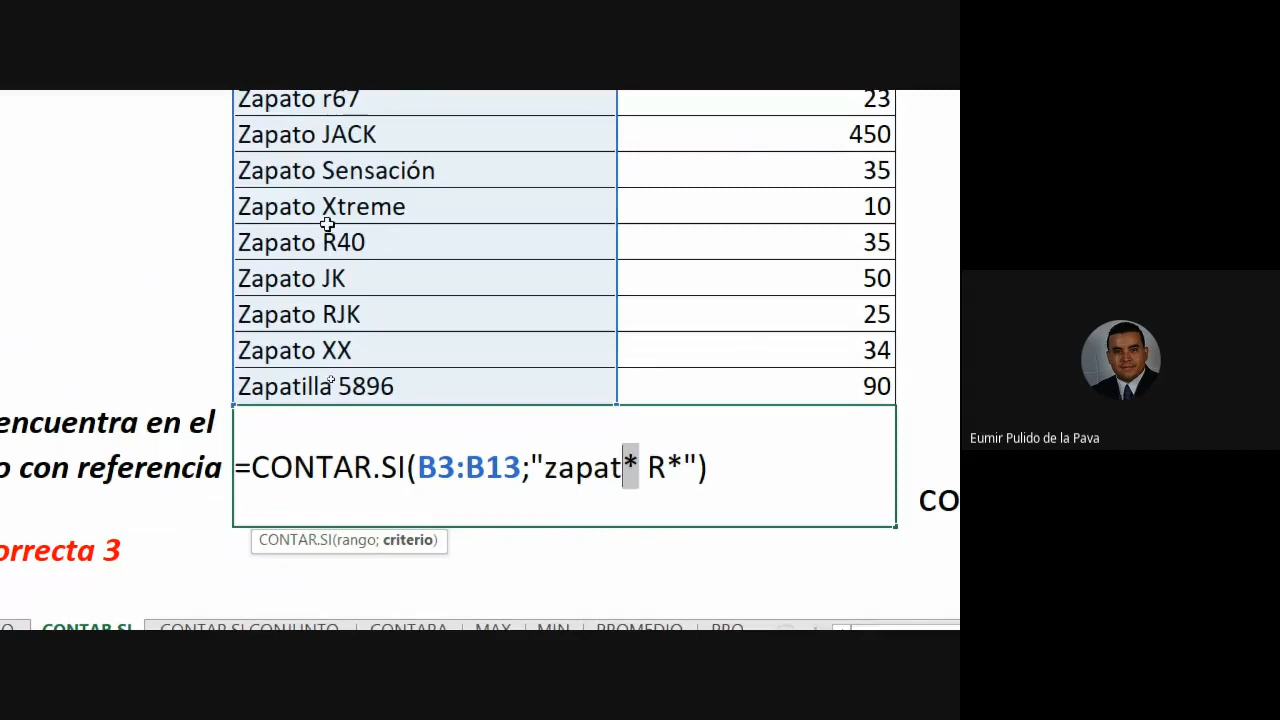 Zapato r67 23
Zapato JACK 450
Zapato Sensación 35
Zapato Xtreme 10
Zapato R40 35
Zapato JK 50
Zapato RJK 25
Zapato XX 34
Zapatilla 5896 90
encuentra en el
o con referencia
=CONTAR.SI(B3:B13;"zapat* R*")
co
CONTAR.SI(rango; criterio)
orrecta 3
Eumir Pulido de la Pava
O CONTAR.SI CONTAR.SI.CONJUNTO CONTARA MAX MIN PROMEDIO PRO